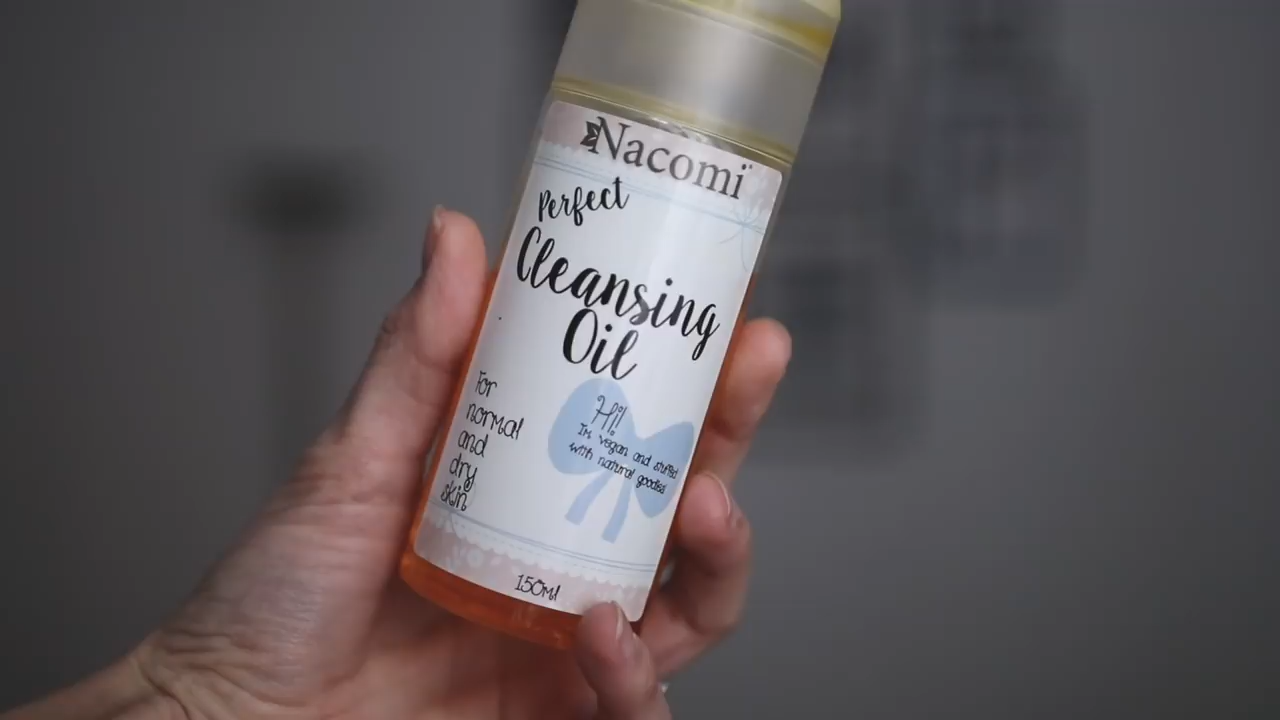 Nacomi
Perfect
Cleansing
Oil
For
normal
and
dry
skin
Hi!
I'm vegan and stuffed
with natural goodies!
150ml